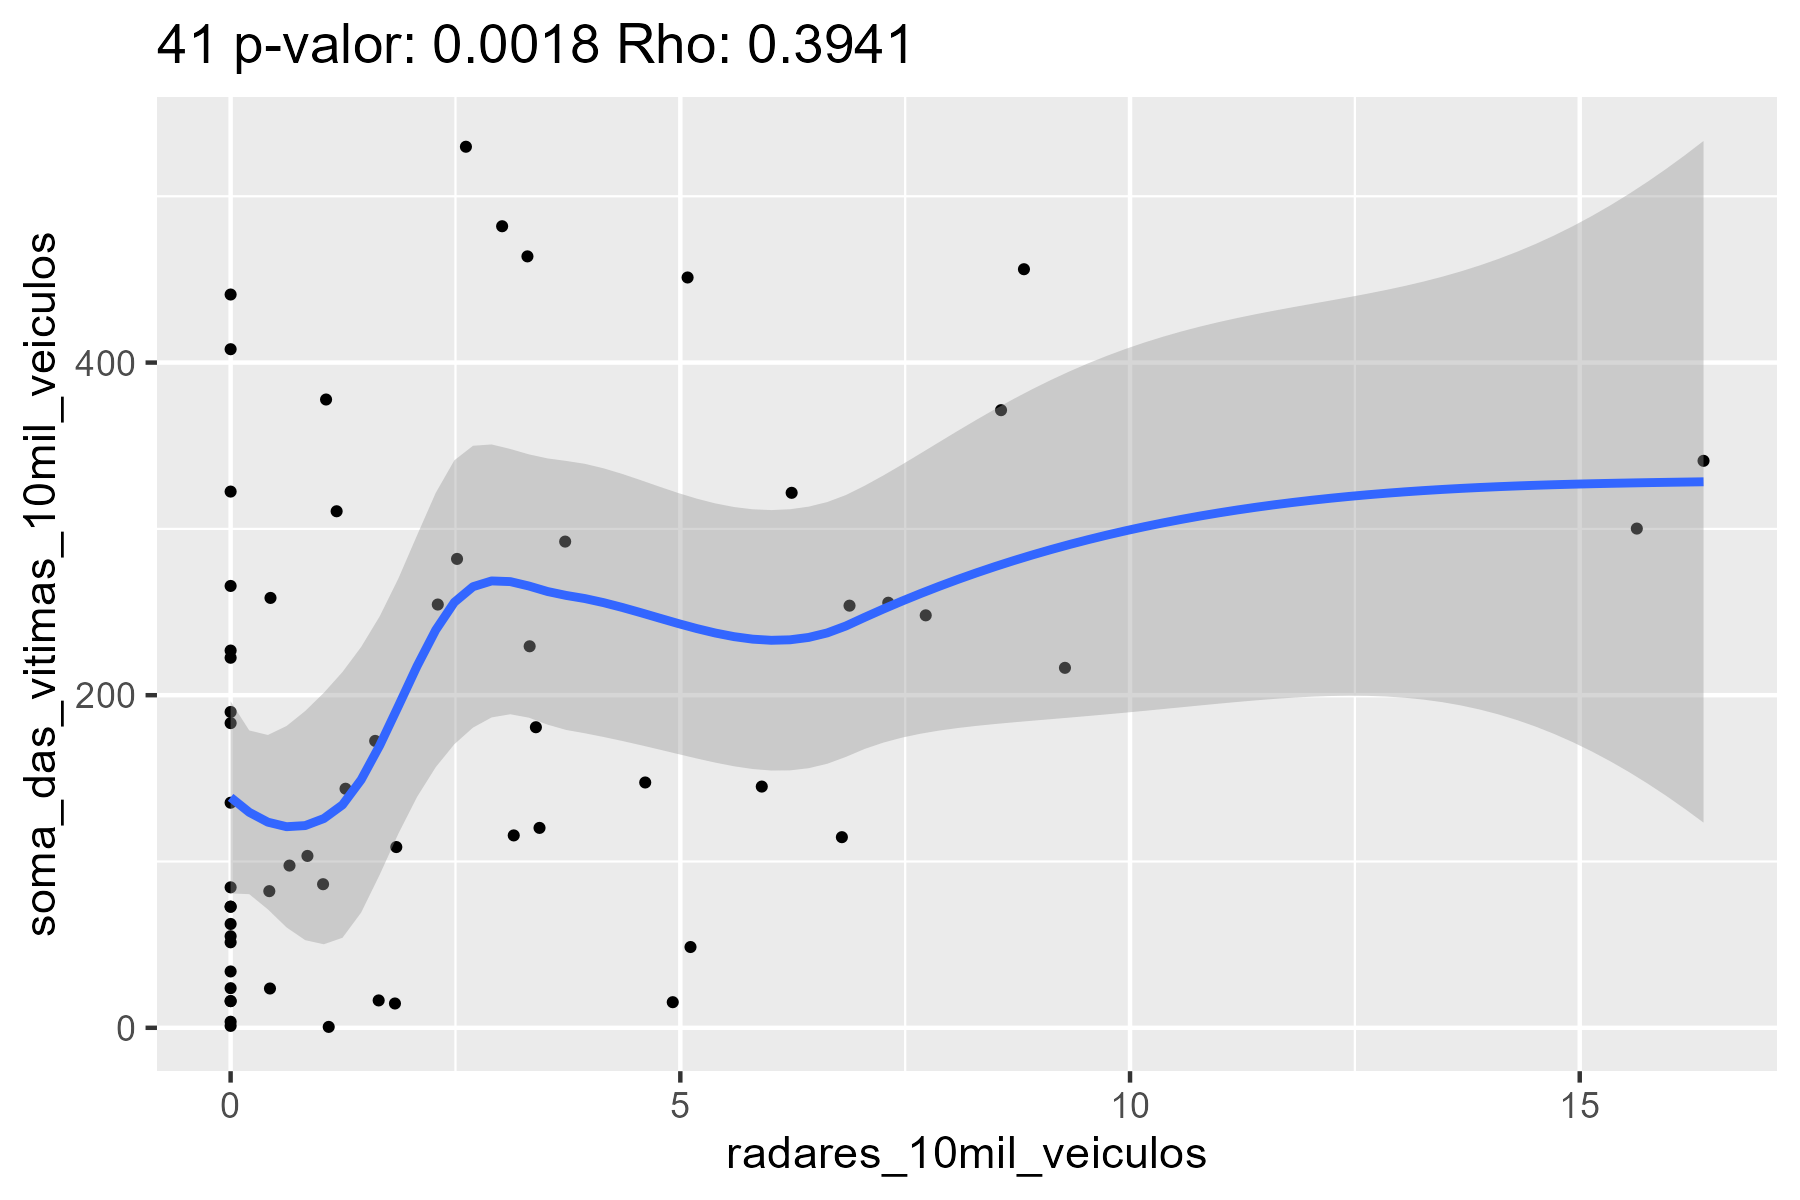 41 p-valor: 0.0018 Rho: 0.3941
soma_das_vitimas_10mil_veiculos
400
200
0
0 5 10 15
radares_10mil_veiculos